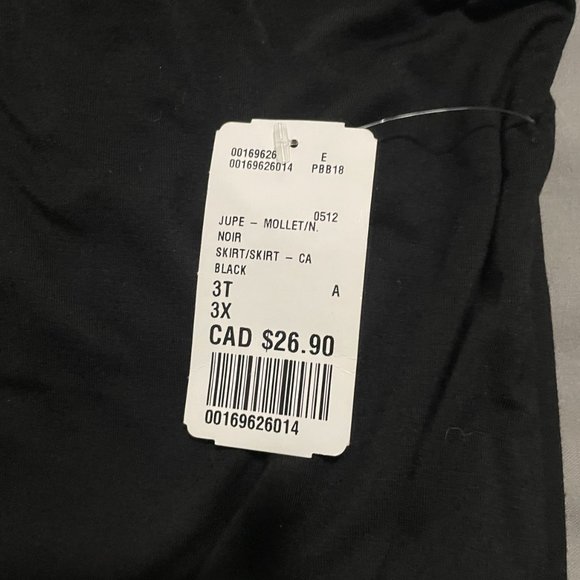 00169626 E
00169626014 PBB18
0512
JUPE – MOLLET/N.
NOIR
SKIRT/SKIRT – CA
BLACK
3T A
3X
CAD $26.90
00169626014